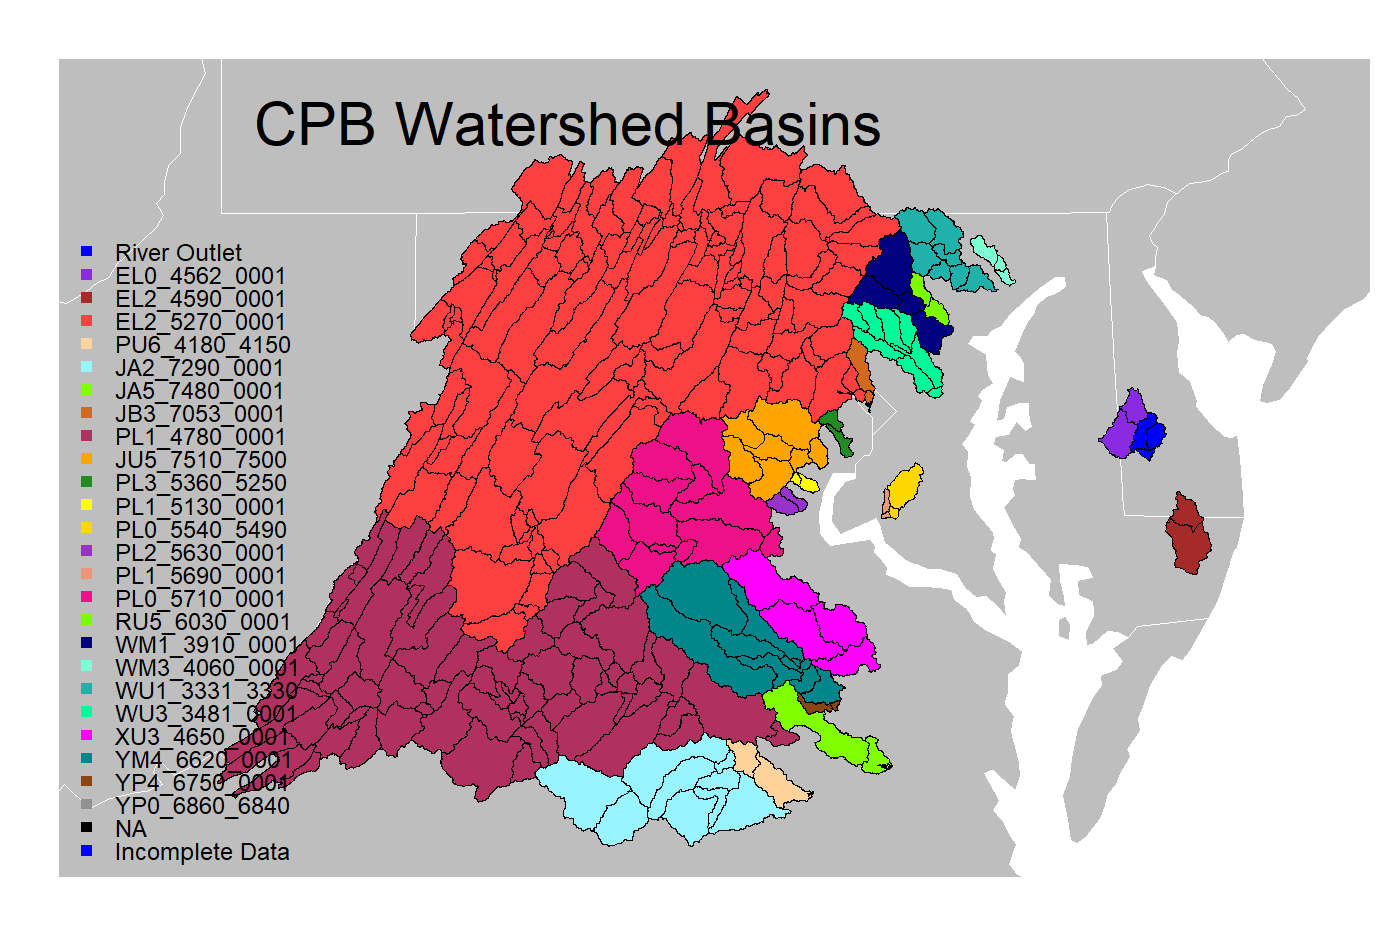 CPB Watershed Basins
River Outlet
EL0_4562_0001
EL2_4590_0001
EL2_5270_0001
PU6_4180_4150
JA2_7290_0001
JA5_7480_0001
JB3_7053_0001
PL1_4780_0001
JU5_7510_7500
PL3_5360_5250
PL1_5130_0001
PL0_5540_5490
PL2_5630_0001
PL1_5690_0001
PL0_5710_0001
RU5_6030_0001
WM1_3910_0001
WM3_4060_0001
WU1_3331_3330
WU3_3481_0001
XU3_4650_0001
YM4_6620_0001
YP4_6750_0001
YP0_6860_6840
NA
Incomplete Data